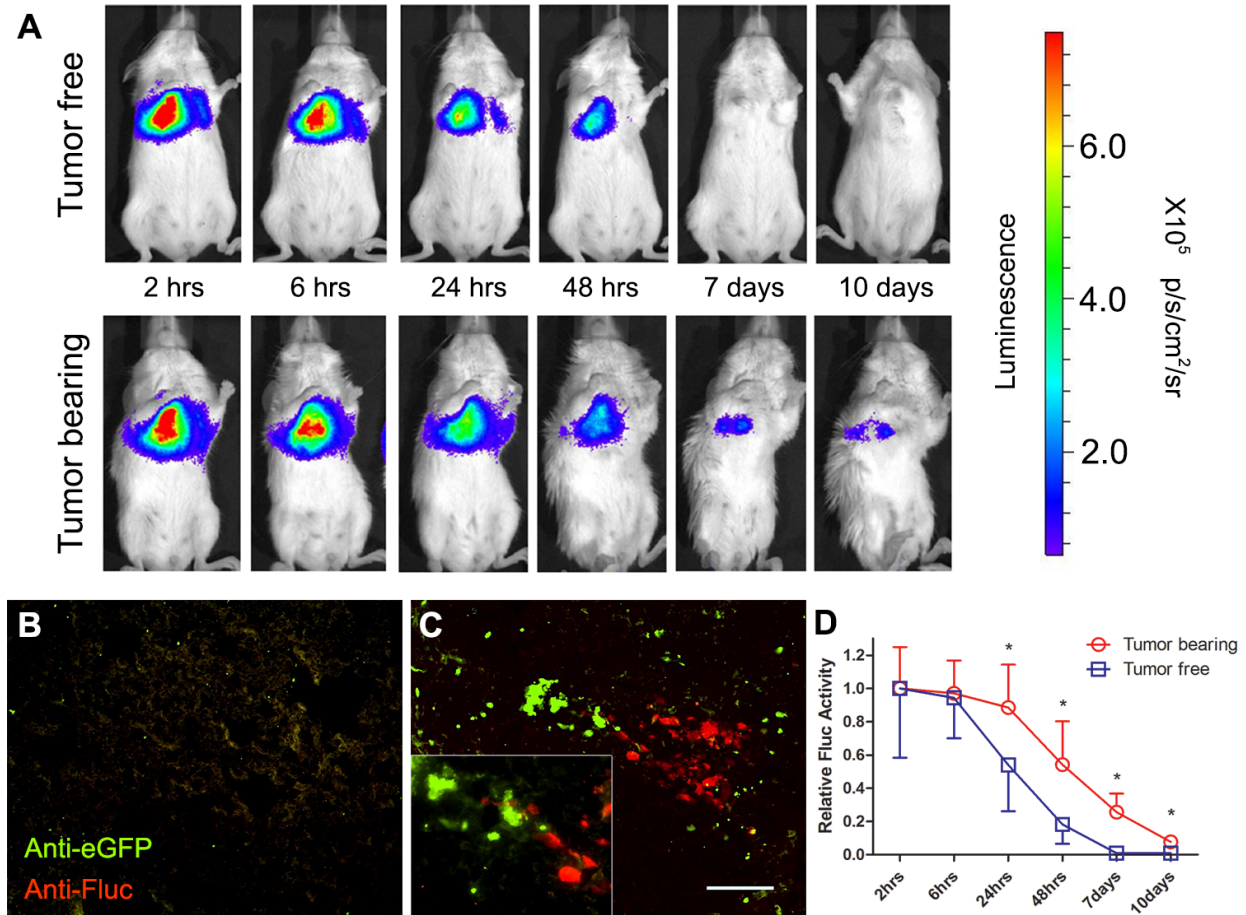 A
Tumor free
2 hrs
6 hrs
24 hrs
48 hrs
7 days
10 days
Tumor bearing
Luminescence
6.0
4.0
2.0
X10⁵ p/s/cm²/sr
B
Anti-eGFP
Anti-Fluc
C
D
Tumor bearing
Tumor free
Relative Fluc Activity
1.2
1.0
0.8
0.6
0.4
0.2
0.0
*
*
*
*
2hrs
6hrs
24hrs
48hrs
7days
10days